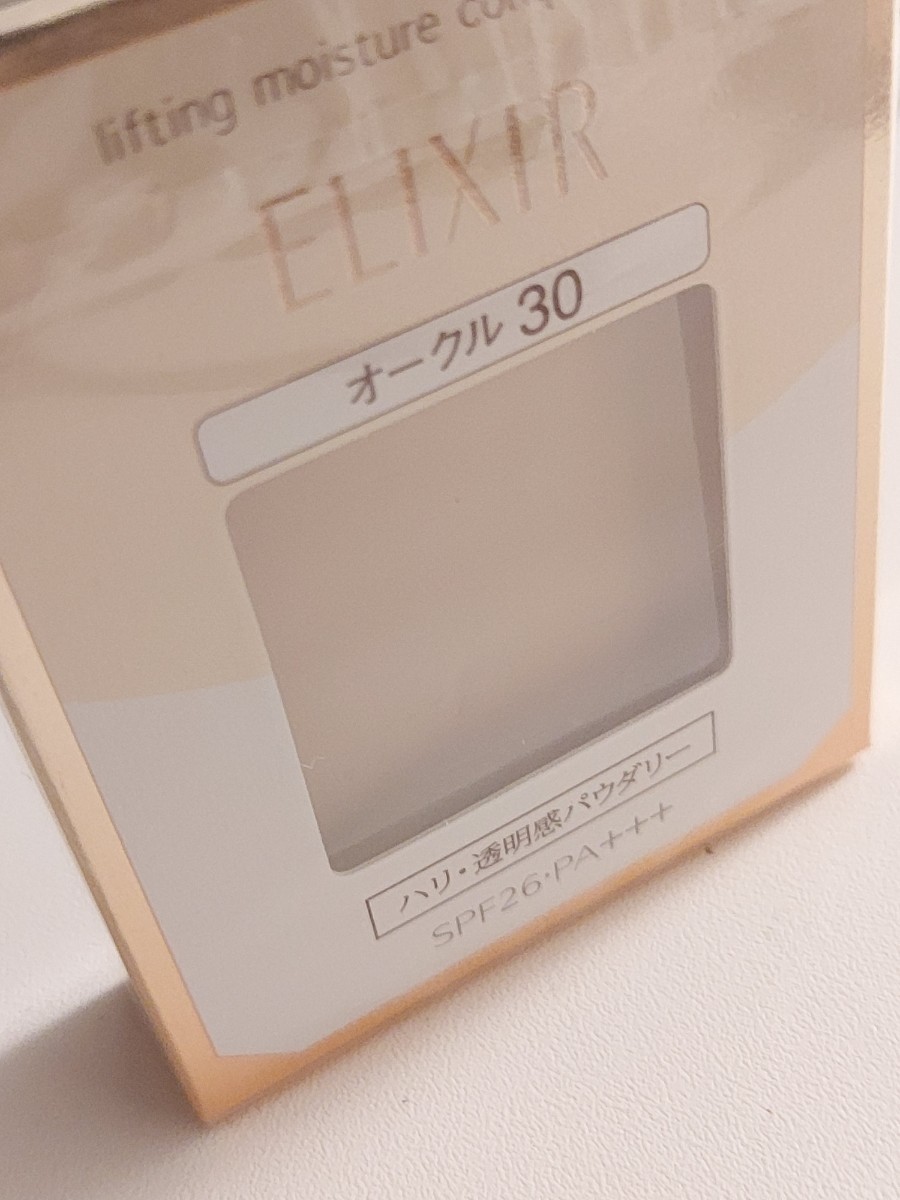 lifting moisture
ELIXIR
オークル 30
ハリ・透明感パウダリー
SPF26·PA+++